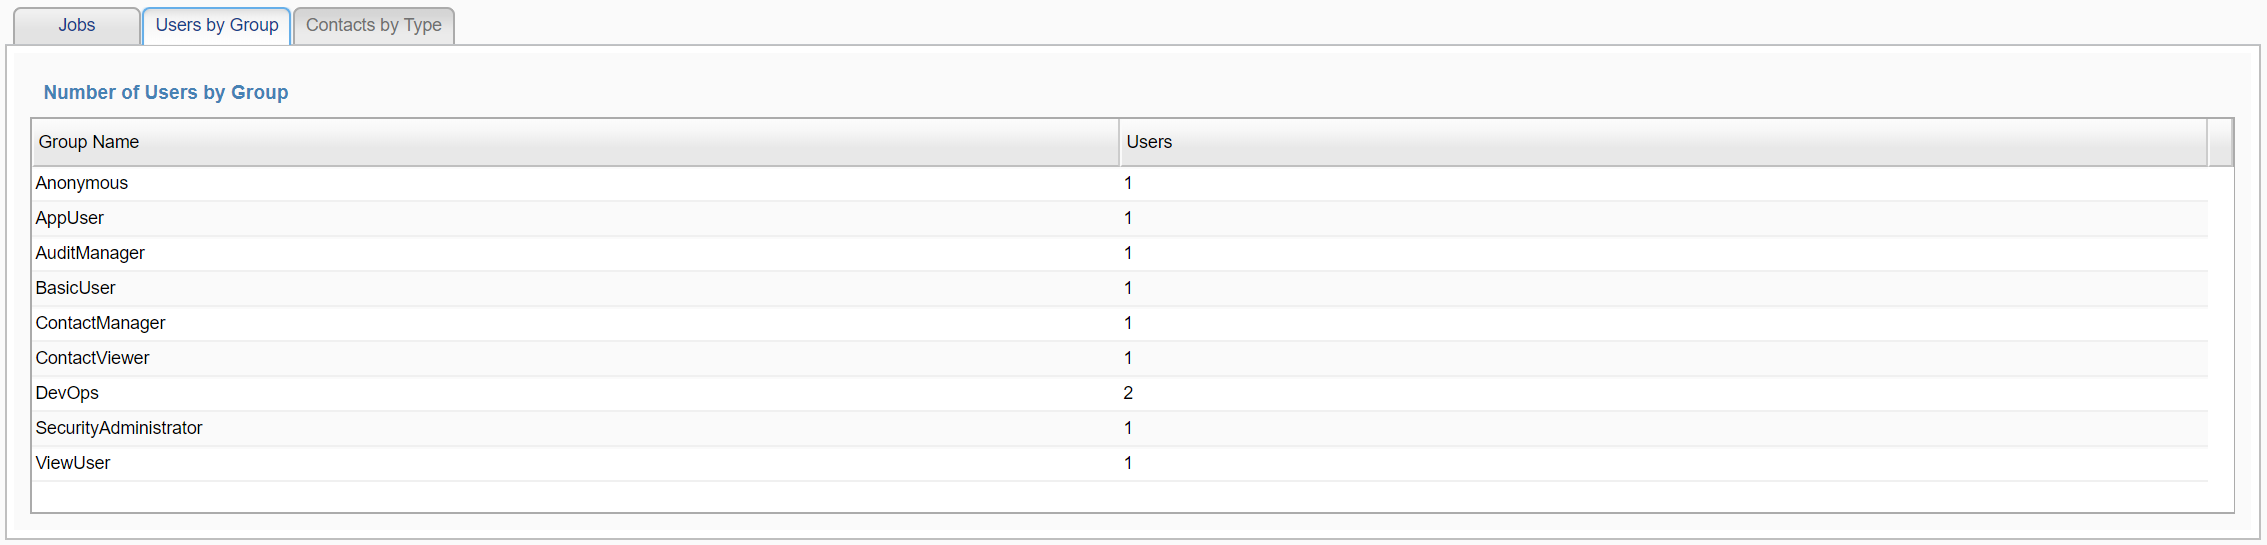 Jobs Users by Group Contacts by Type
Number of Users by Group
Group Name Users
Anonymous 1
AppUser 1
AuditManager 1
BasicUser 1
ContactManager 1
ContactViewer 1
DevOps 2
SecurityAdministrator 1
ViewUser 1